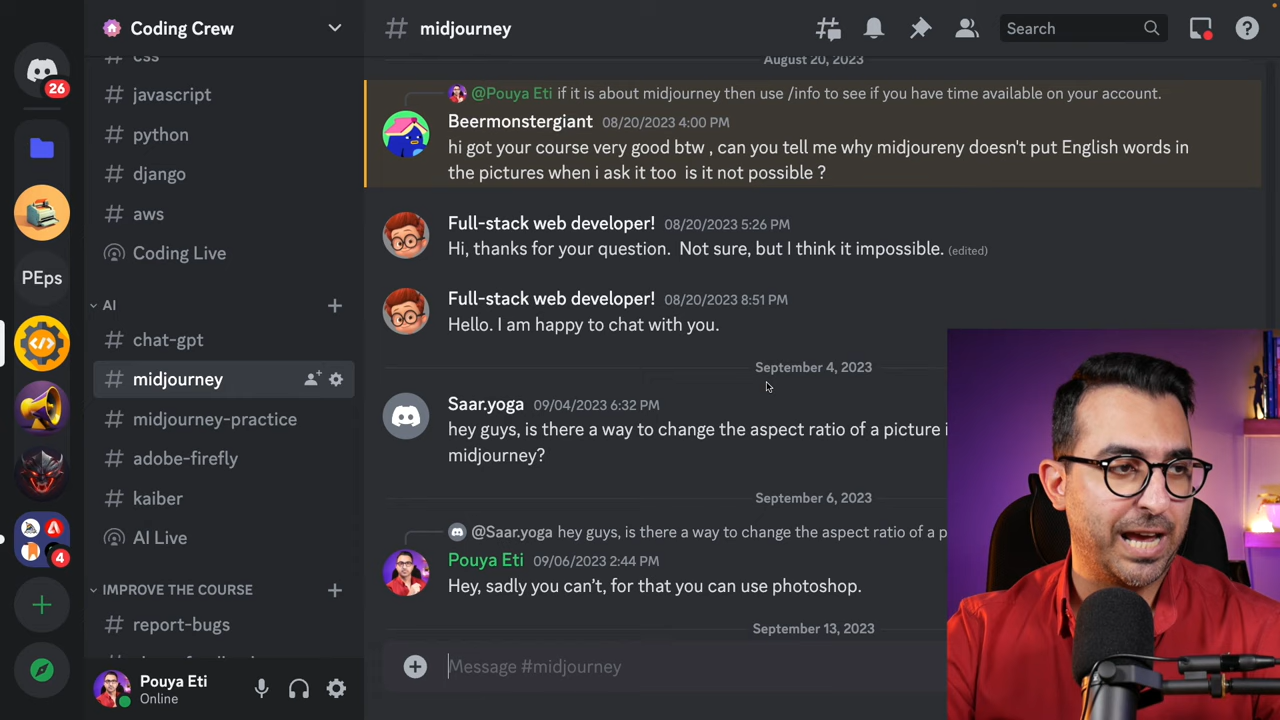 Coding Crew
# midjourney
Search
26
css
javascript
python
django
aws
Coding Live
PEps
AI
chat-gpt
midjourney
midjourney-practice
adobe-firefly
kaiber
AI Live
4
IMPROVE THE COURSE
report-bugs
Pouya Eti
Online
August 20, 2023
@Pouya Eti if it is about midjourney then use /info to see if you have time available on your account.
Beermonstergiant 08/20/2023 4:00 PM
hi got your course very good btw , can you tell me why midjoureny doesn't put English words in
the pictures when i ask it too is it not possible ?
Full-stack web developer! 08/20/2023 5:26 PM
Hi, thanks for your question. Not sure, but I think it impossible. (edited)
Full-stack web developer! 08/20/2023 8:51 PM
Hello. I am happy to chat with you.
September 4, 2023
Saar.yoga 09/04/2023 6:32 PM
hey guys, is there a way to change the aspect ratio of a picture
midjourney?
September 6, 2023
@Saar.yoga hey guys, is there a way to change the aspect ratio of a
Pouya Eti 09/06/2023 2:44 PM
Hey, sadly you can't, for that you can use photoshop.
September 13, 2023
Message #midjourney